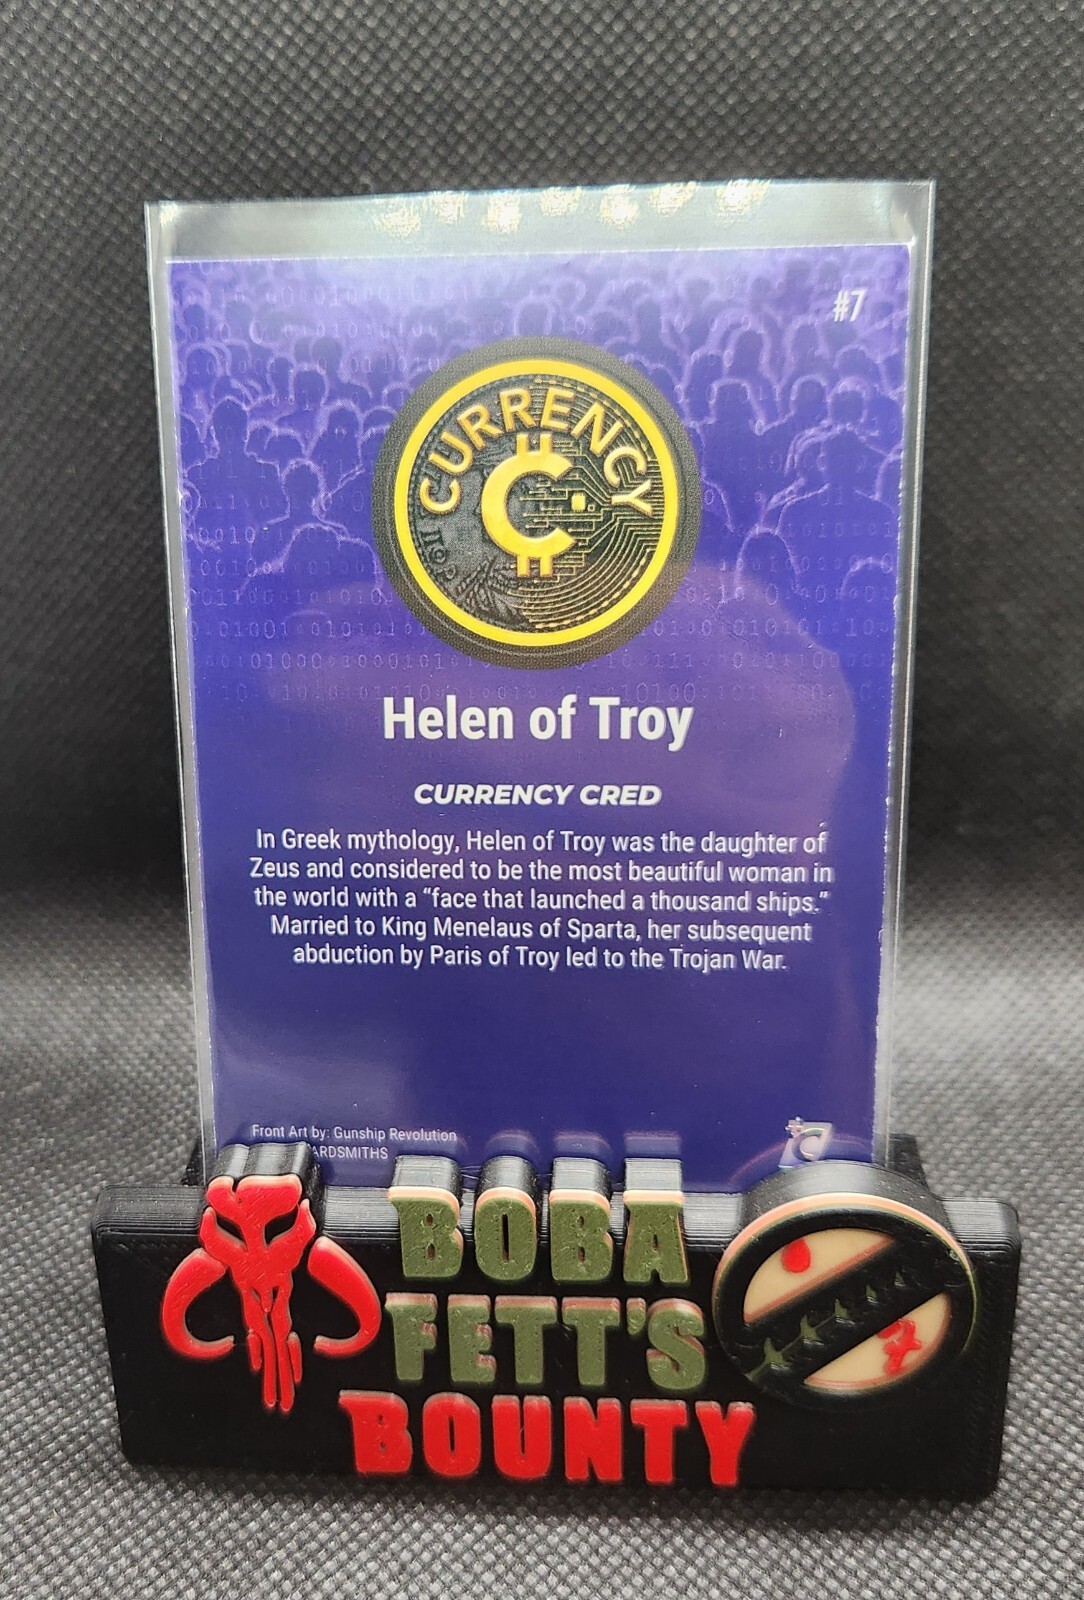 #7
CURRENCY
Helen of Troy
CURRENCY CRED
In Greek mythology, Helen of Troy was the daughter of
Zeus and considered to be the most beautiful woman in
the world with a “face that launched a thousand ships.”
Married to King Menelaus of Sparta, her subsequent
abduction by Paris of Troy led to the Trojan War.
Front Art by: Gunship Revolution
ARDSMITHS
BOBA
FETT'S
BOUNTY